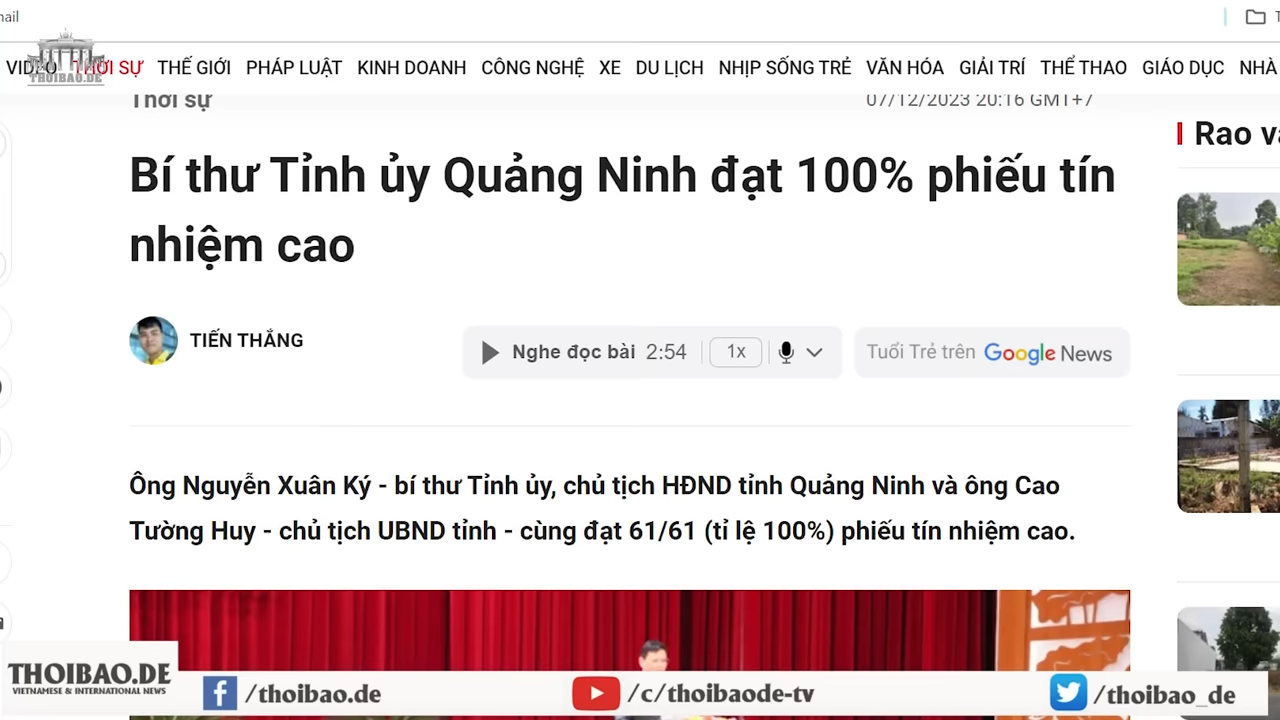 VIDEO THỜI SỰ THẾ GIỚI PHÁP LUẬT KINH DOANH CÔNG NGHỆ XE DU LỊCH NHỊP SỐNG TRẺ VĂN HÓA GIẢI TRÍ THỂ THAO GIÁO DỤC NHÀ
THOIBAO.DE
Thời sự 07/12/2023 20:16 GMT+7
Rao
Bí thư Tỉnh ủy Quảng Ninh đạt 100% phiếu tín
nhiệm cao
TIẾN THẮNG
Nghe đọc bài 2:54 1x
Tuổi Trẻ trên Google News
Ông Nguyễn Xuân Ký - bí thư Tỉnh ủy, chủ tịch HĐND tỉnh Quảng Ninh và ông Cao
Tường Huy - chủ tịch UBND tỉnh - cùng đạt 61/61 (tỉ lệ 100%) phiếu tín nhiệm cao.
THOIBAO.DE
VIETNAMESE & INTERNATIONAL NEWS
/thoibao.de /c/thoibaode-tv /thoibao_de